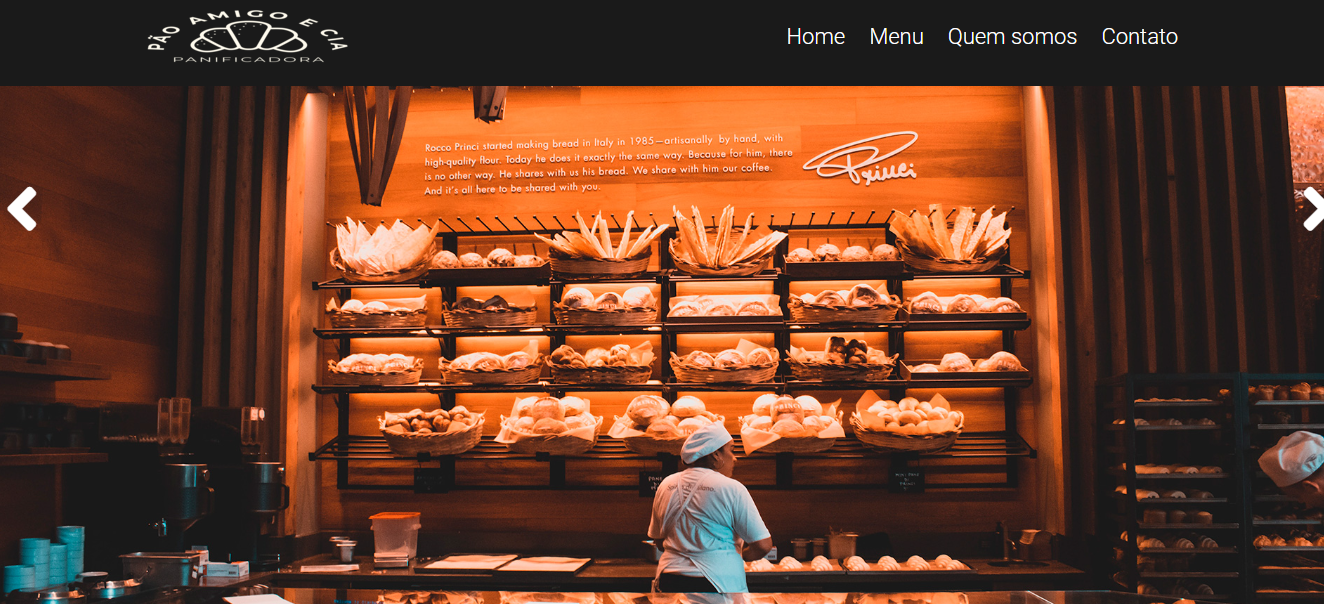 PÃO AMIGO E CIA
PANIFICADORA
Home Menu Quem somos Contato
Rocco Princi started making bread in Italy in 1985—artisanally by hand, with
high-quality flour. Today he does it exactly the same way. Because for him, there
is no other way. He shares with us his bread. We share with him our coffee.
And it's all here to be shared with you.
Princi
PRINCI